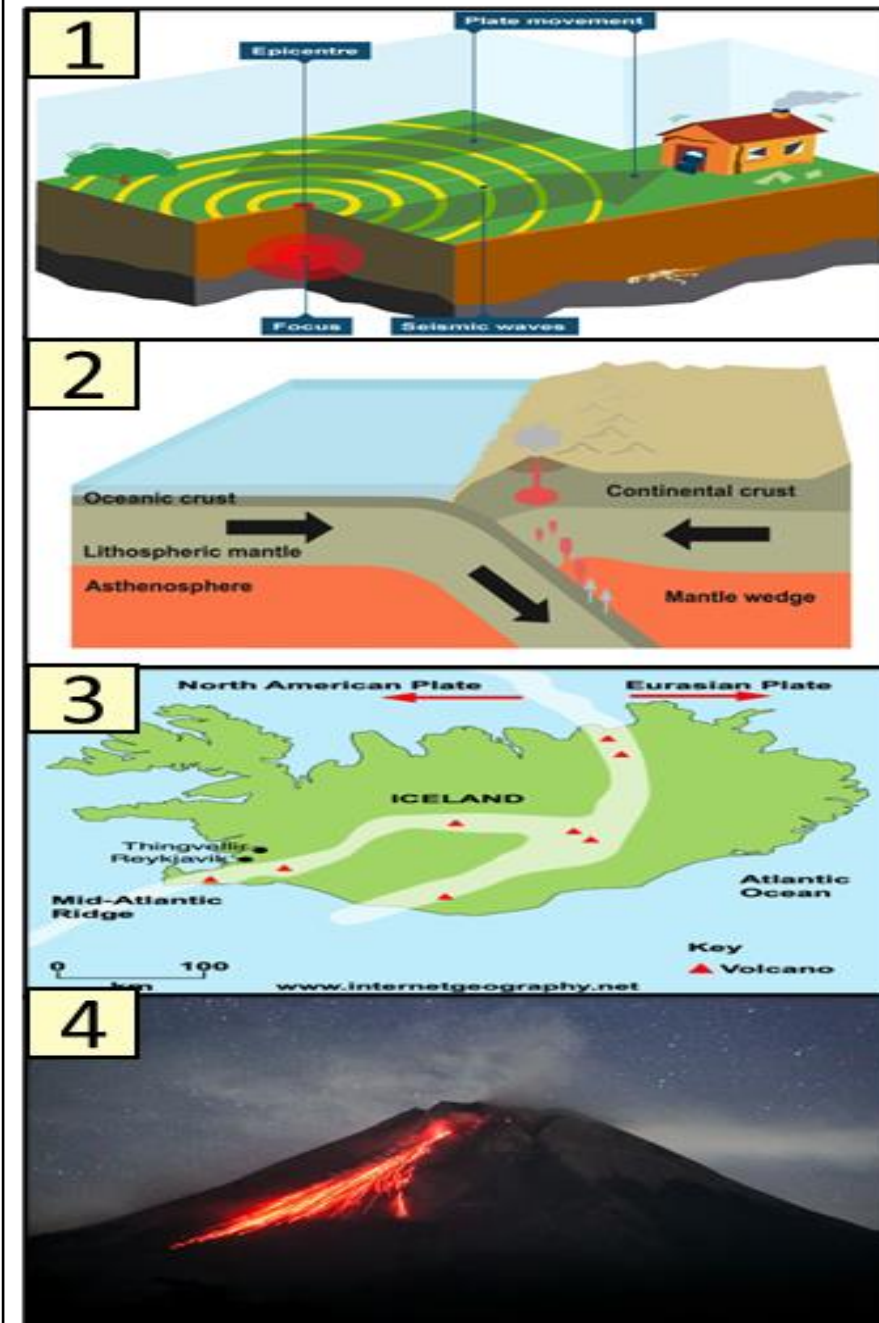 1
Plate movement
Epicentre
Focus
Seismic waves
2
Oceanic crust
Continental crust
Lithospheric mantle
Asthenosphere
Mantle wedge
3
North American Plate
Eurasian Plate
ICELAND
Thingvellir
Reykjavik
Mid-Atlantic
Ridge
Atlantic
Ocean
Key
Volcano
0 100
km
www.internetgeography.net
4